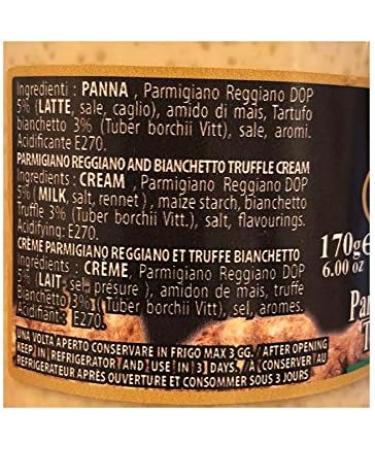 Ingredienti : PANNA , Parmigiano Reggiano DOP
5% (LATTE, sale, caglio), amido di mais, Tartufo
bianchetto 3% (Tuber borchii Vitt), sale, aromi.
Acidificante E270.
PARMIGIANO REGGIANO AND BIANCHETTO TRUFFLE CREAM
Ingredients : CREAM , Parmigiano Reggiano DOP
5% (MILK, salt, rennet ) , maize starch, bianchetto
Truffle 3% (Tuber borchii Vitt.), salt, flavourings.
Acidifying: E270.
CRÈME PARMIGIANO REGGIANO ET TRUFFE BIANCHETTO
Ingrédients : CRÈME, Parmigiano Reggiano DOP
5% (LAIT , sel, présure ), amidon de mais, truffe
bianchetto 3% ( Tuber borchii Vitt), sel, aromes.
Acidifiant : E270.
UNA VOLTA APERTO CONSERVARE IN FRIGO MAX 3 GG. / AFTER OPENING
KEEP IN REFRIGERATOR AND USE IN 3 DAYS. / A CONSERVER AU
REFRIGERATEUR APRÈS OUVERTURE ET CONSOMMER SOUS 3 JOURS
170g
6.00 oz